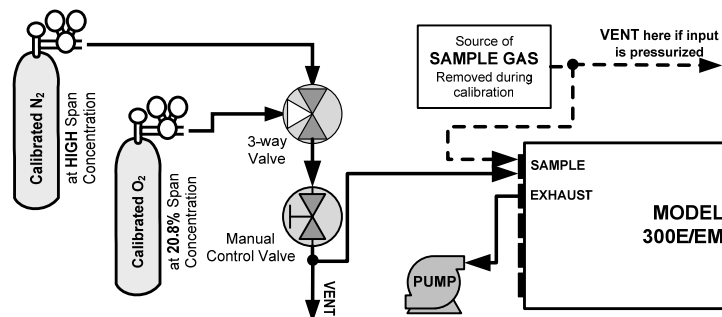 Calibrated N2
at HIGH Span
Concentration
Calibrated O2
at 20.8% Span
Concentration
3-way
Valve
Manual
Control Valve
VENT
Source of
SAMPLE GAS
Removed during
calibration
VENT here if input
is pressurized
SAMPLE
EXHAUST
PUMP
MODEL
300E/EM